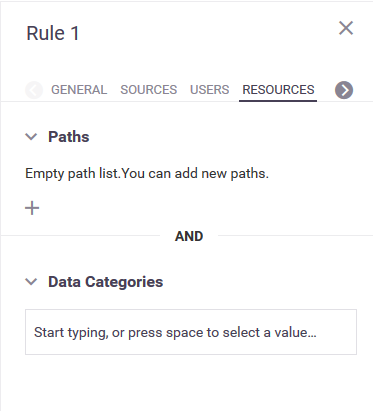 Rule 1
GENERAL SOURCES USERS RESOURCES
Paths
Empty path list.You can add new paths.
AND
Data Categories
Start typing, or press space to select a value...